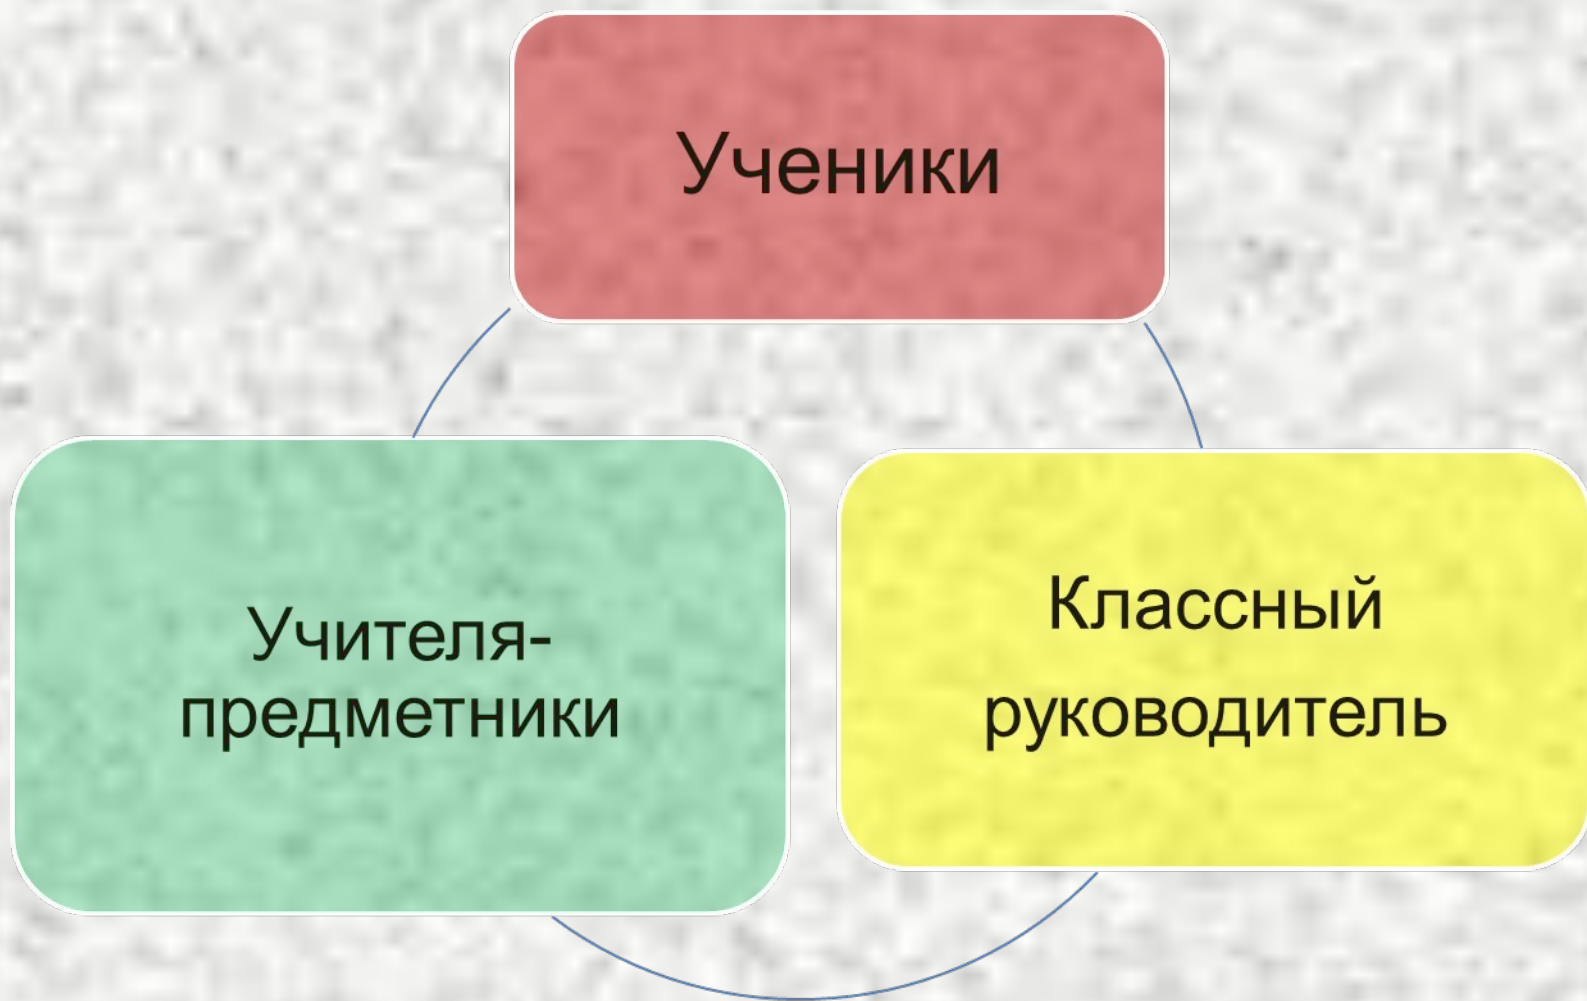 Ученики
Учителя-
предметники
Классный
руководитель